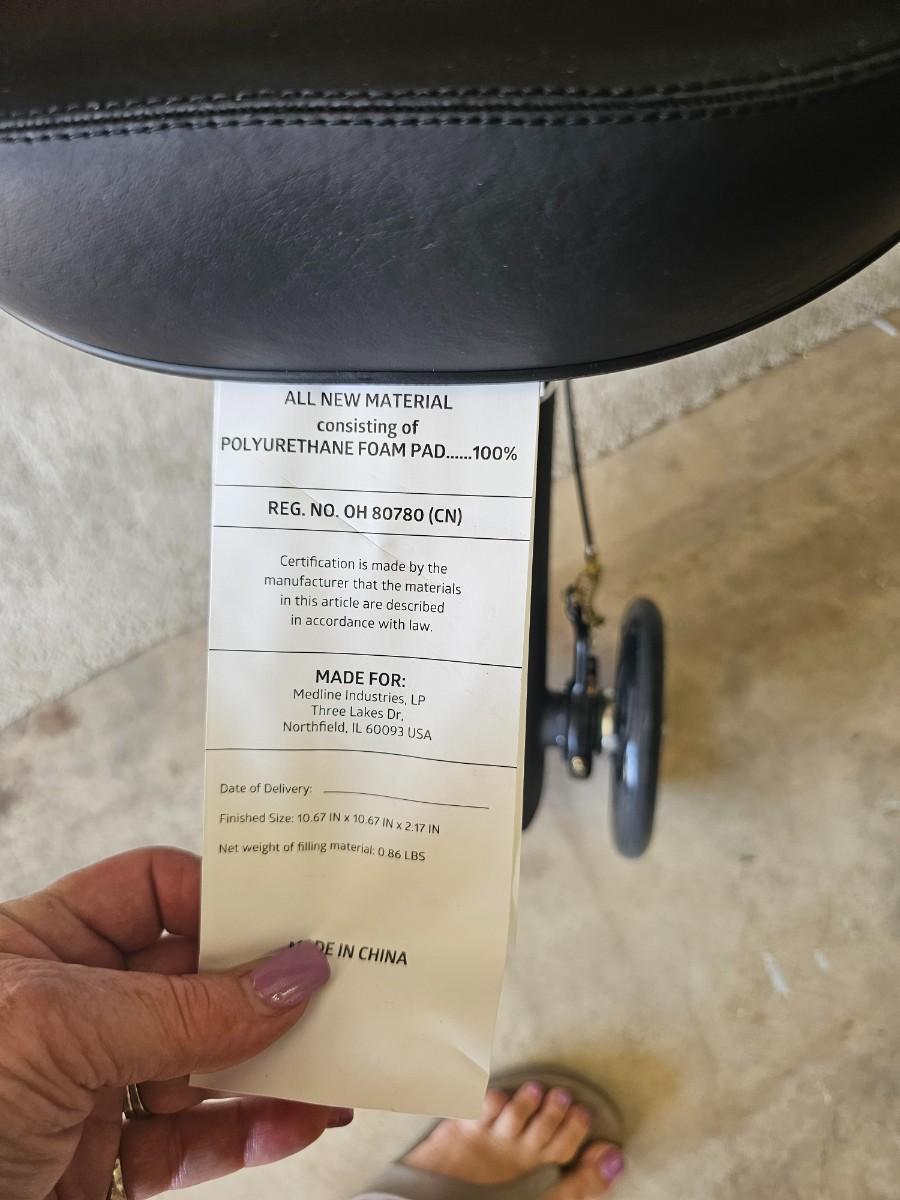 ALL NEW MATERIAL
consisting of
POLYURETHANE FOAM PAD......100%
REG. NO. OH 80780 (CN)
Certification is made by the
manufacturer that the materials
in this article are described
in accordance with law.
MADE FOR:
Medline Industries, LP
Three Lakes Dr,
Northfield, IL 60093 USA
Date of Delivery:
Finished Size: 10.67 IN x 10.67 IN x 2.17 IN
Net weight of filling material: 0.86 LBS
MADE IN CHINA